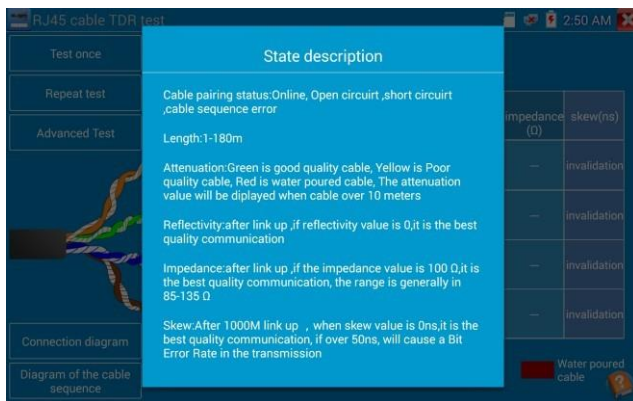 RJ45 cable TDR test
2:50 AM
Test once
Repeat test
Advanced Test
State description
Cable pairing status:Online, Open circuirt ,short circuirt
,cable sequence error
Length:1-180m
Attenuation:Green is good quality cable, Yellow is Poor
quality cable, Red is water poured cable, The attenuation
value will be diplayed when cable over 10 meters
Reflectivity:after link up ,if reflectivity value is 0,it is the best
quality communication
Impedance:after link up ,if the impedance value is 100 Ω,it is
the best quality communication, the range is generally in
85-135 Ω
Skew:After 1000M link up , when skew value is 0ns,it is the
best quality communication, if over 50ns, will cause a Bit
Error Rate in the transmission
impedance
(Ω)
skew(ns)
--- invalidation
--- invalidation
--- invalidation
--- invalidation
Connection diagram
Diagram of the cable
sequence
Water poured
cable